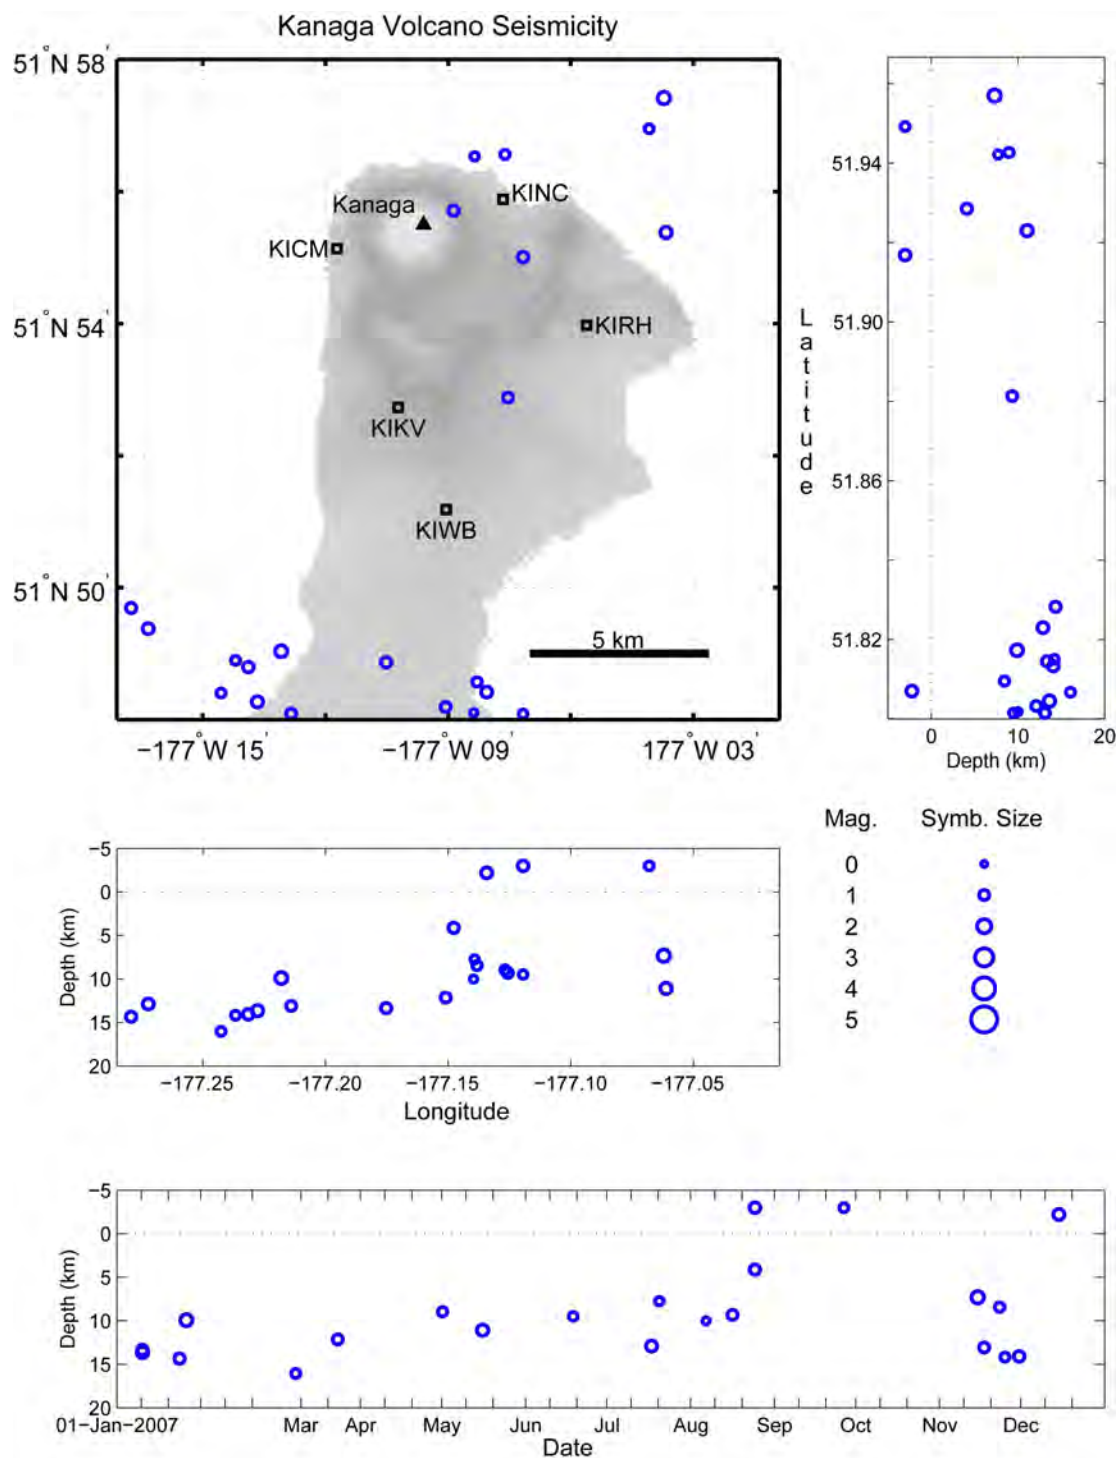 Kanaga Volcano Seismicity
51°N 58'
51°N 54'
51°N 50'
Kanaga
KINC
KICM
KIRH
KIKV
KIWB
5 km
−177°W 15'
−177°W 09'
−177°W 03'
Latitude
51.94
51.90
51.86
51.82
0 10 20
Depth (km)
Mag. Symb. Size
0
1
2
3
4
5
−5
0
5
10
15
20
Depth (km)
−177.25 −177.20 −177.15 −177.10 −177.05
Longitude
−5
0
5
10
15
20
Depth (km)
01−Jan−2007 Mar Apr May Jun Jul Aug Sep Oct Nov Dec
Date